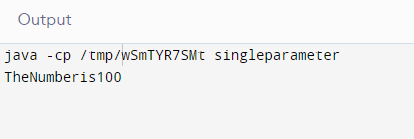 Output
java -cp /tmp/wSmTYR7SMt singleparameter
TheNumberis100